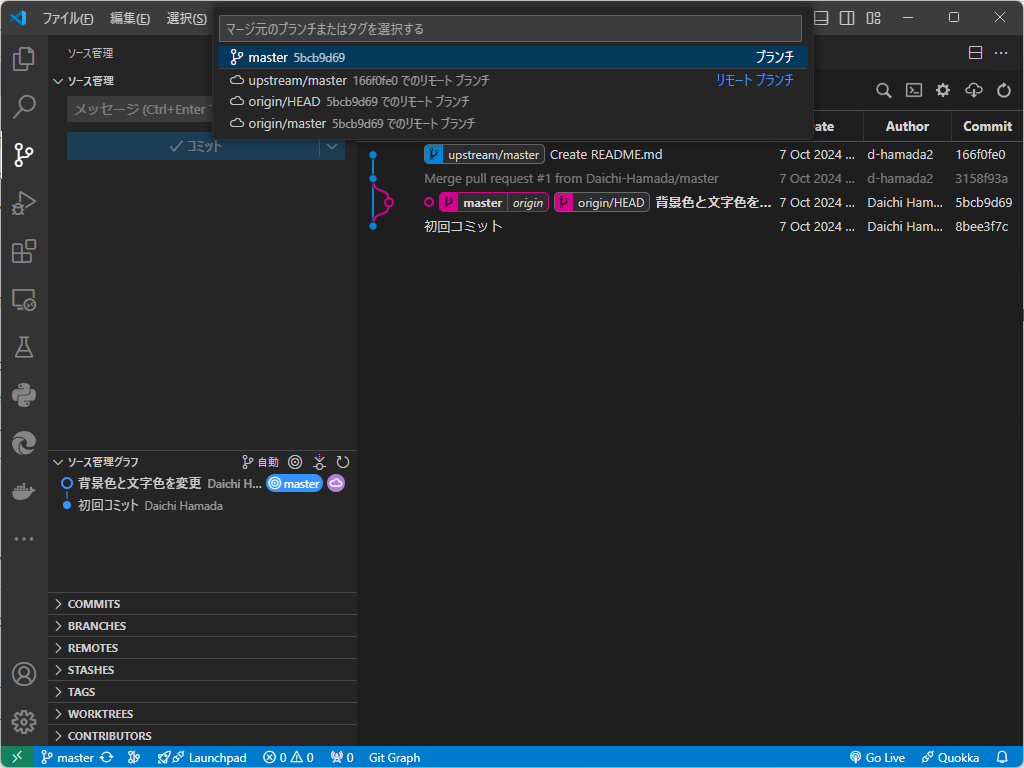 ファイル(F) 編集(E) 選択(S)
マージ元のブランチまたはタグを選択する
master 5bcb9d69 ブランチ
upstream/master 166f0fe0 でのリモート ブランチ リモート ブランチ
origin/HEAD 5bcb9d69 でのリモート ブランチ
origin/master 5bcb9d69 でのリモート ブランチ
ソース管理
ソース管理
メッセージ (Ctrl+Enter
コミット
ate Author Commit
upstream/master Create README.md 7 Oct 2024 ... d-hamada2 166f0fe0
Merge pull request #1 from Daichi-Hamada/master 7 Oct 2024 ... d-hamada2 3158f93a
master origin origin/HEAD 背景色と文字色を... 7 Oct 2024 ... Daichi Ham... 5bcb9d69
初回コミット 7 Oct 2024 ... Daichi Ham... 8bee3f7c
ソース管理グラフ 自動
背景色と文字色を変更 Daichi H... master
初回コミット Daichi Hamada
COMMITS
BRANCHES
REMOTES
STASHES
TAGS
WORKTREES
CONTRIBUTORS
master Launchpad 0 0 0 Git Graph Go Live Quokka